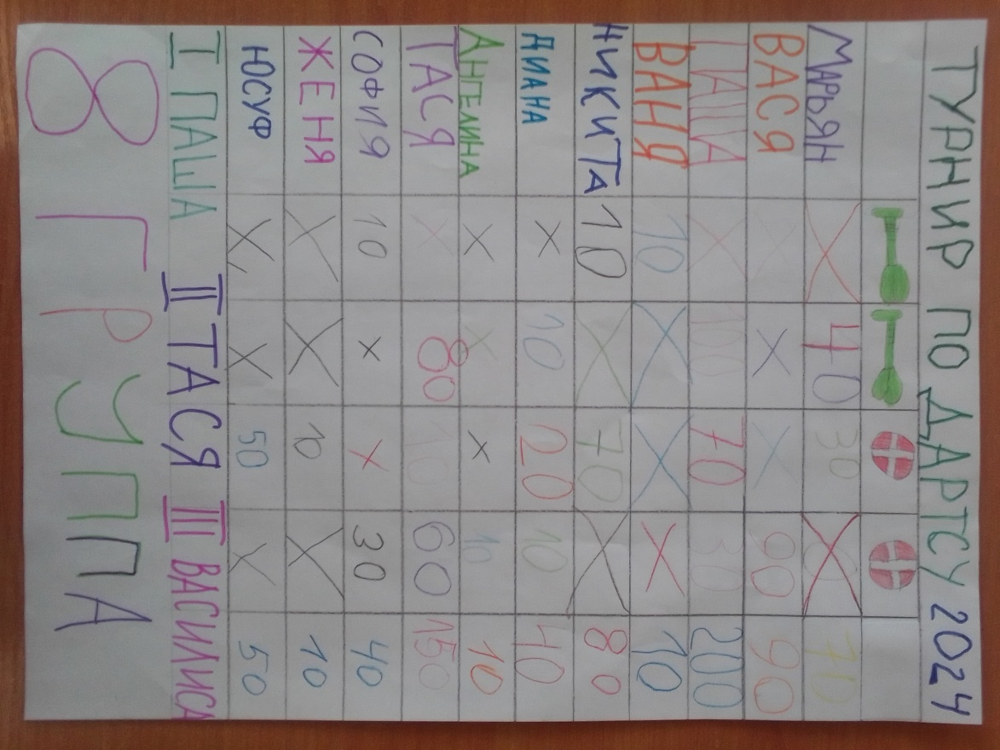 ТУРНИР ПО ДАРТСУ 2024
МАРЬЯН X 40 30 X 70
ВАСЯ X X X 90 90
ПАША X 100 70 30 200
ВАНЯ 10 X X X 10
НИКИТА 10 X 70 X 80
ДИАНА X 10 20 10 40
АНГЕЛИНА X X X 10 10
ТАСЯ X 80 10 60 150
СОФИЯ 10 X X 30 40
ЖЕНЯ X X 10 X 10
ЮСУФ X X 50 X 50
I ПАША II ТАСЯ III ВАСИЛИСА
8 ГРУППА